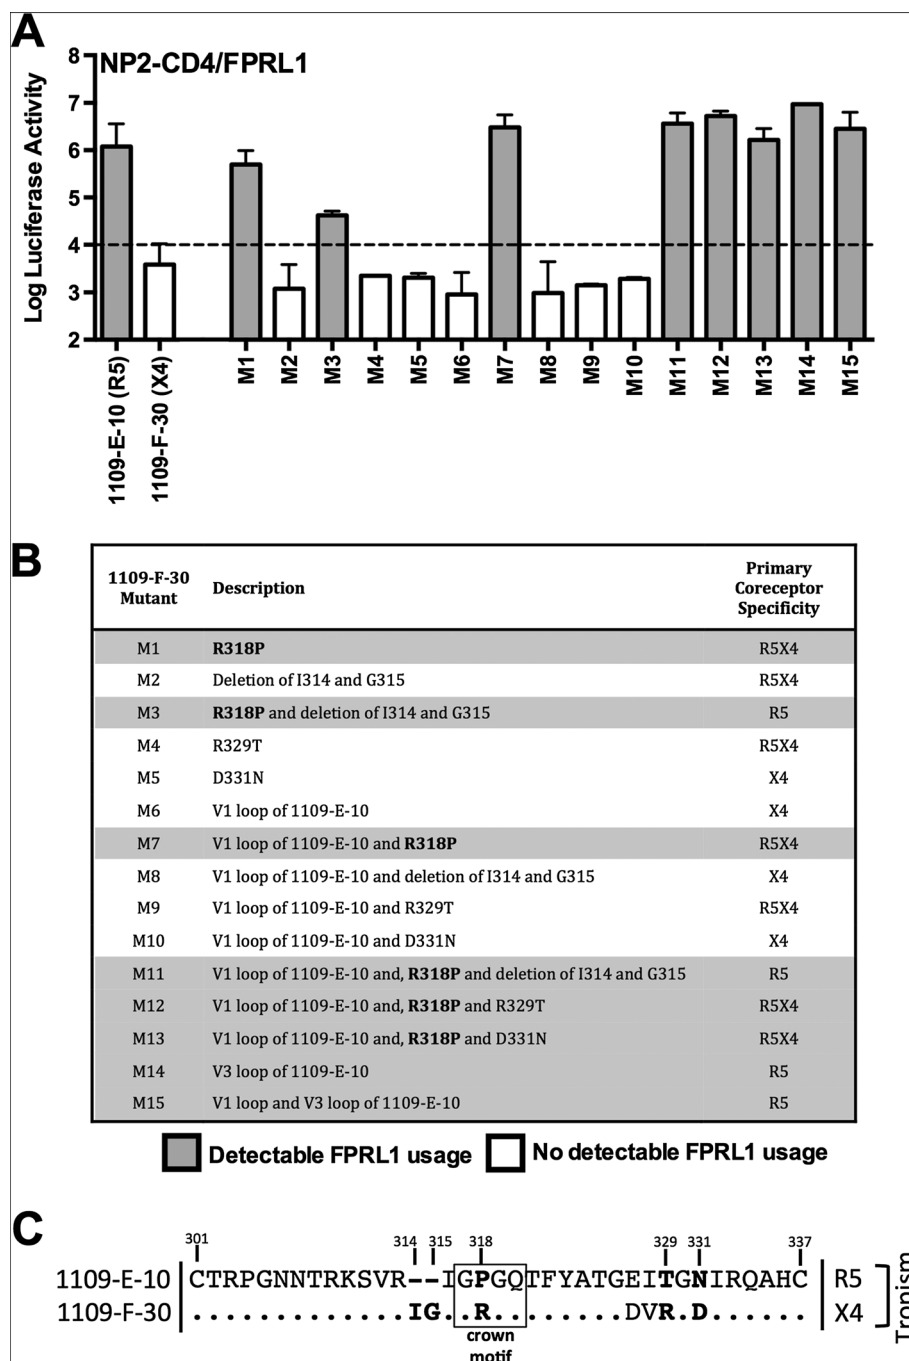 A
NP2-CD4/FPRL1
Log Luciferase Activity
8
7
6
5
4
3
2
1109-E-10 (R5)
1109-F-30 (X4)
M1
M2
M3
M4
M5
M6
M7
M8
M9
M10
M11
M12
M13
M14
M15
B
1109-F-30 Mutant Description Primary Coreceptor Specificity
M1 R318P R5X4
M2 Deletion of I314 and G315 R5X4
M3 R318P and deletion of I314 and G315 R5
M4 R329T R5X4
M5 D331N X4
M6 V1 loop of 1109-E-10 X4
M7 V1 loop of 1109-E-10 and R318P R5X4
M8 V1 loop of 1109-E-10 and deletion of I314 and G315 X4
M9 V1 loop of 1109-E-10 and R329T R5X4
M10 V1 loop of 1109-E-10 and D331N X4
M11 V1 loop of 1109-E-10 and, R318P and deletion of I314 and G315 R5
M12 V1 loop of 1109-E-10 and, R318P and R329T R5X4
M13 V1 loop of 1109-E-10 and, R318P and D331N R5X4
M14 V3 loop of 1109-E-10 R5
M15 V1 loop and V3 loop of 1109-E-10 R5
Detectable FPRL1 usage No detectable FPRL1 usage
C
301 314 315 318 329 331 337
1109-E-10 CTRPGNNTRKSVR--IGPGQTFYATGEITGNIRQAHC R5
1109-F-30 .............IG..R.......DVR.D...... X4
crown
motif
Tropism